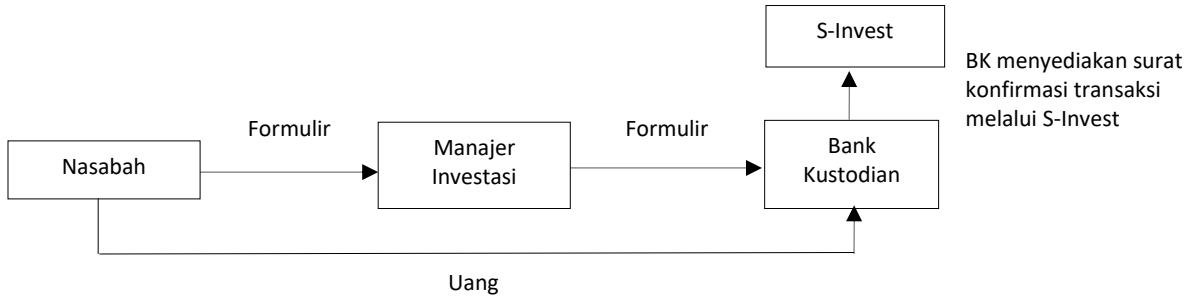 S-Invest
BK menyediakan surat
konfirmasi transaksi
melalui S-Invest
Formulir
Formulir
Nasabah
Manajer
Investasi
Bank
Kustodian
Uang